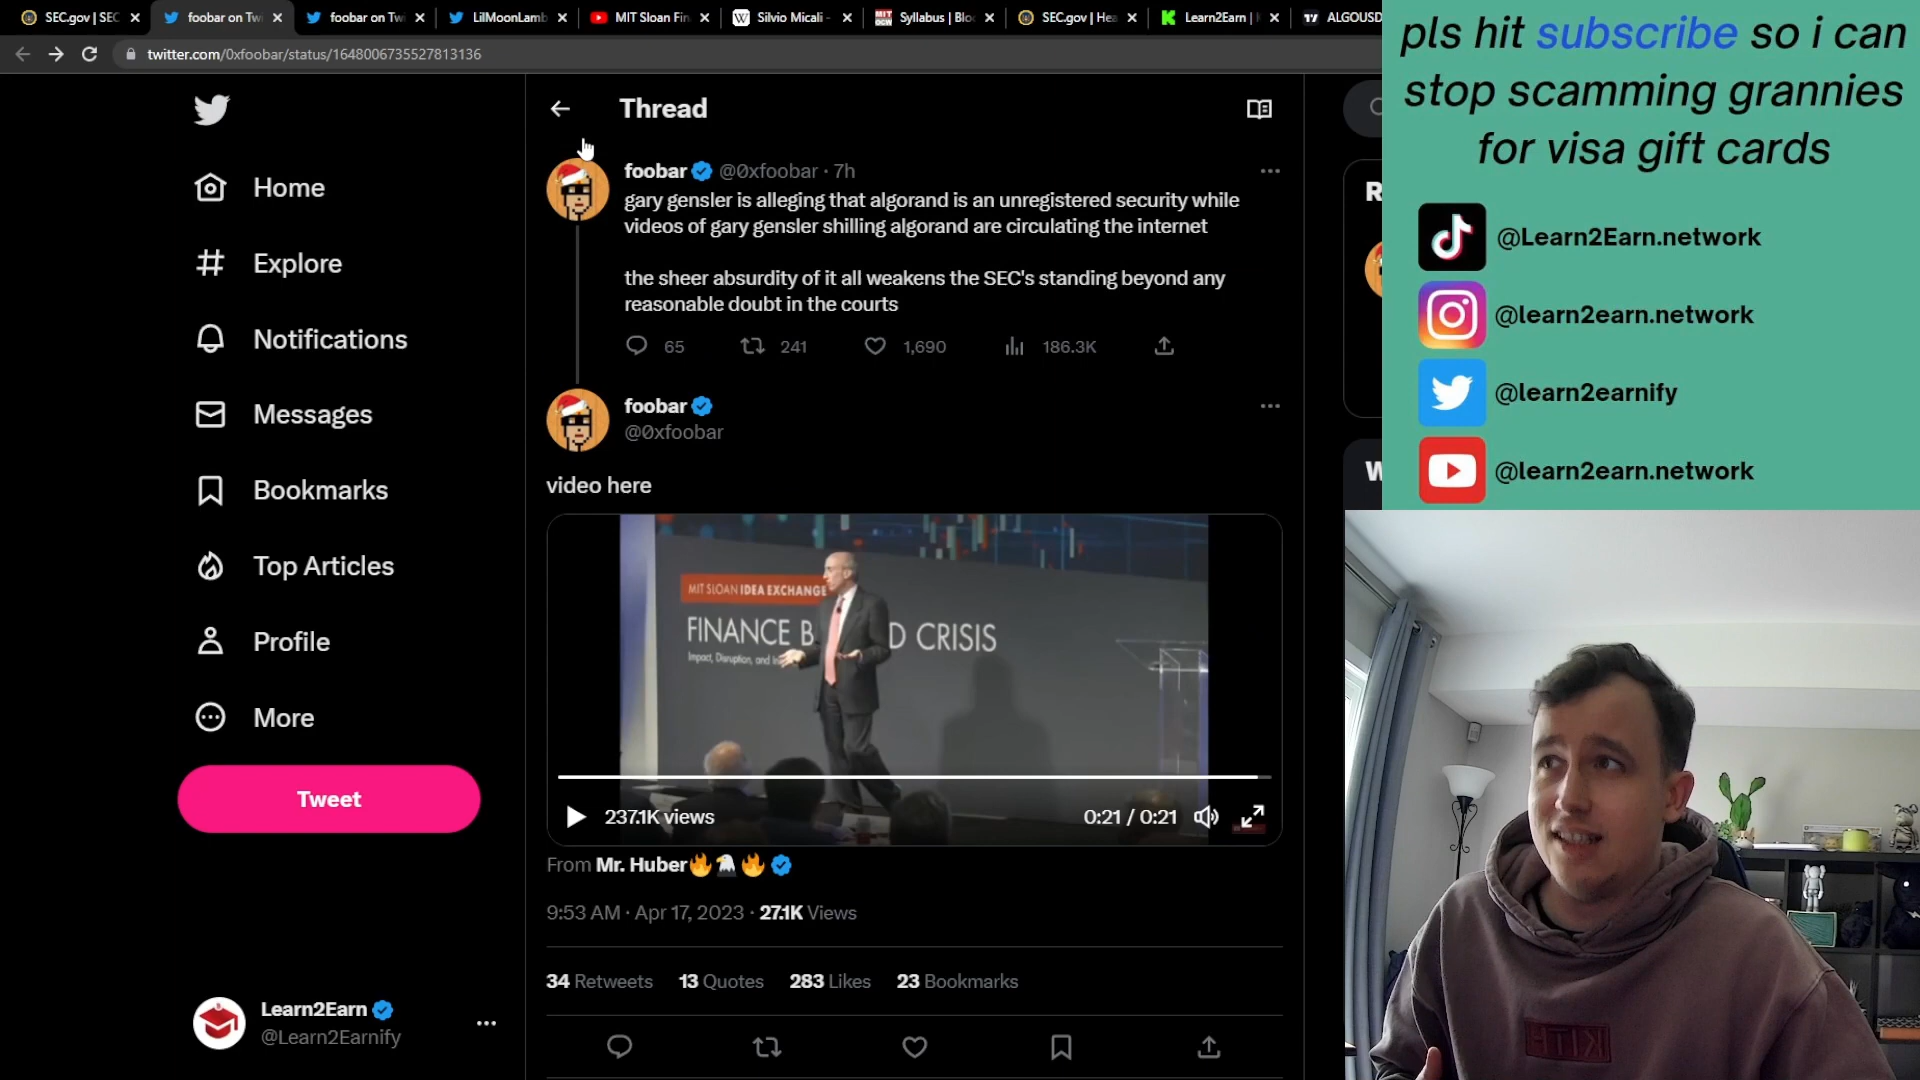 SEC.gov | SEC
foobar on Twi
foobar on Twi
LilMoonLamb
MIT Sloan Fin
Silvio Micali -
Syllabus | Bloc
SEC.gov | Hea
Learn2Earn |
ALGOUSD
twitter.com/0xfoobar/status/1648006735527813136
Home
Explore
Notifications
Messages
Bookmarks
Top Articles
Profile
More
Tweet
Learn2Earn
@Learn2Earnify
Thread
foobar @0xfoobar · 7h
gary gensler is alleging that algorand is an unregistered security while
videos of gary gensler shilling algorand are circulating the internet
the sheer absurdity of it all weakens the SEC's standing beyond any
reasonable doubt in the courts
65 241 1,690 186.3K
foobar
@0xfoobar
video here
MIT SLOAN IDEA EXCHANGE
FINANCE B D CRISIS
Impact, Disruption, and
237.1K views
0:21 / 0:21
From Mr. Huber🔥🦅🔥
9:53 AM · Apr 17, 2023 · 27.1K Views
34 Retweets 13 Quotes 283 Likes 23 Bookmarks
R
W
pls hit subscribe so i can
stop scamming grannies
for visa gift cards
@Learn2Earn.network
@learn2earn.network
@learn2earnify
@learn2earn.network